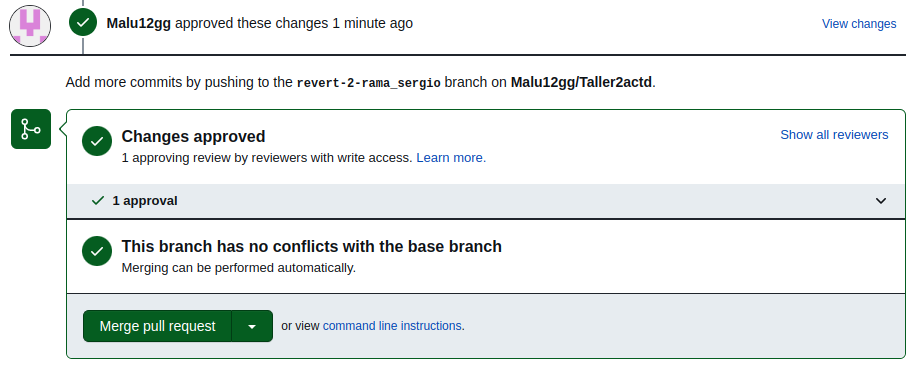 Malu12gg approved these changes 1 minute ago View changes
Add more commits by pushing to the revert-2-rama_sergio branch on Malu12gg/Taller2actd.
Changes approved Show all reviewers
1 approving review by reviewers with write access. Learn more.
1 approval
This branch has no conflicts with the base branch
Merging can be performed automatically.
Merge pull request or view command line instructions.